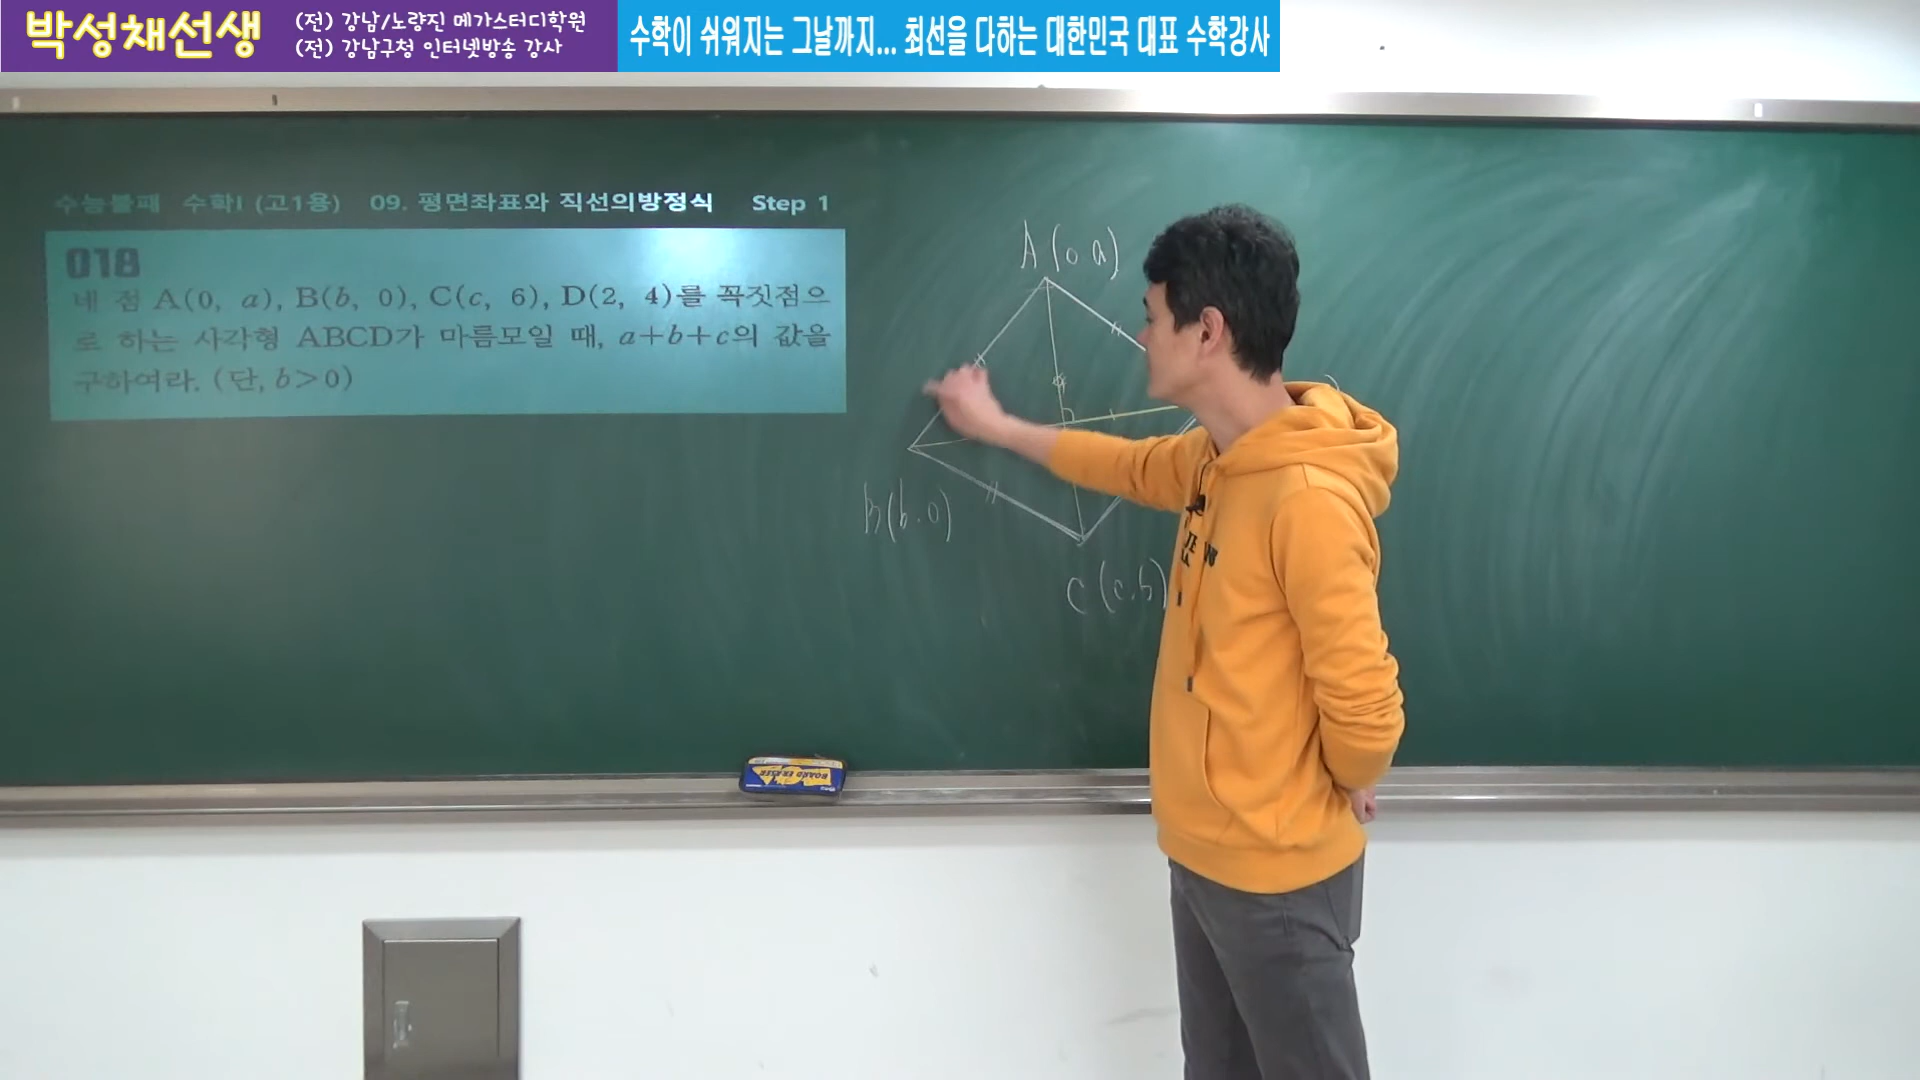 박성채선생
(전) 강남/노량진 메가스터디학원
(전) 강남구청 인터넷방송 강사
수학이 쉬워지는 그날까지... 최선을 다하는 대한민국 대표 수학강사
수능불패 수학I (고1용) 09. 평면좌표와 직선의방정식 Step 1
018
네 점 A(0, a), B(b, 0), C(c, 6), D(2, 4)를 꼭짓점으
로 하는 사각형 ABCD가 마름모일 때, a+b+c의 값을
구하여라. (단, b>0)
A(0 a)
B(b.0)
C(c.6)
BOARD ERASER